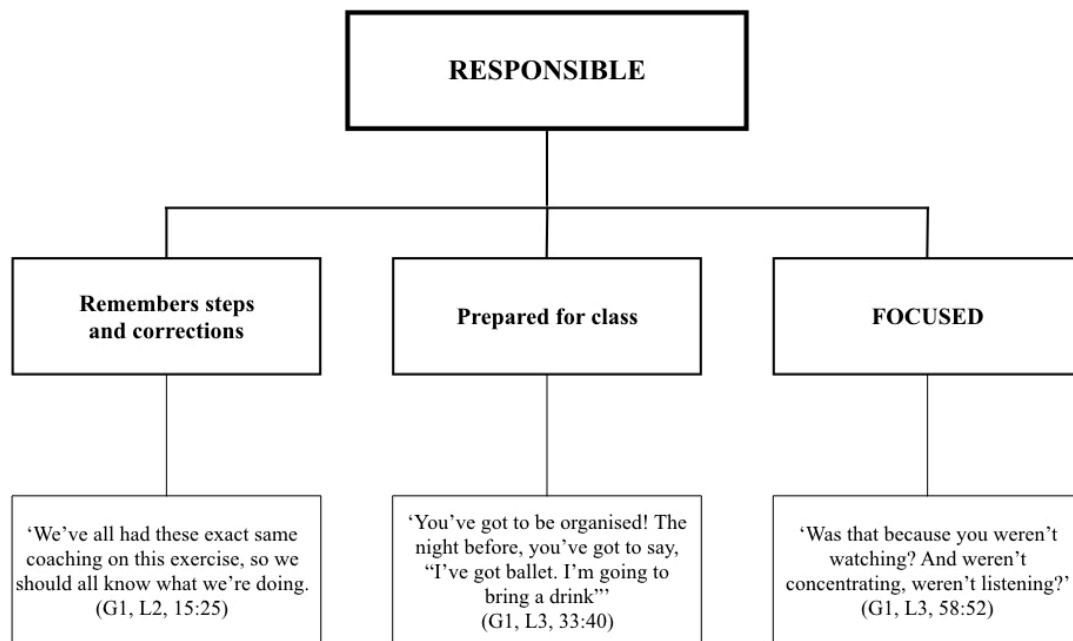 RESPONSIBLE
Remembers steps
and corrections
Prepared for class
FOCUSED
‘We’ve all had these exact same
coaching on this exercise, so we
should all know what we’re doing.
(G1, L2, 15:25)
‘You’ve got to be organised! The
night before, you’ve got to say,
“I’ve got ballet. I’m going to
bring a drink”’
(G1, L3, 33:40)
‘Was that because you weren’t
watching? And weren’t
concentrating, weren’t listening?’
(G1, L3, 58:52)